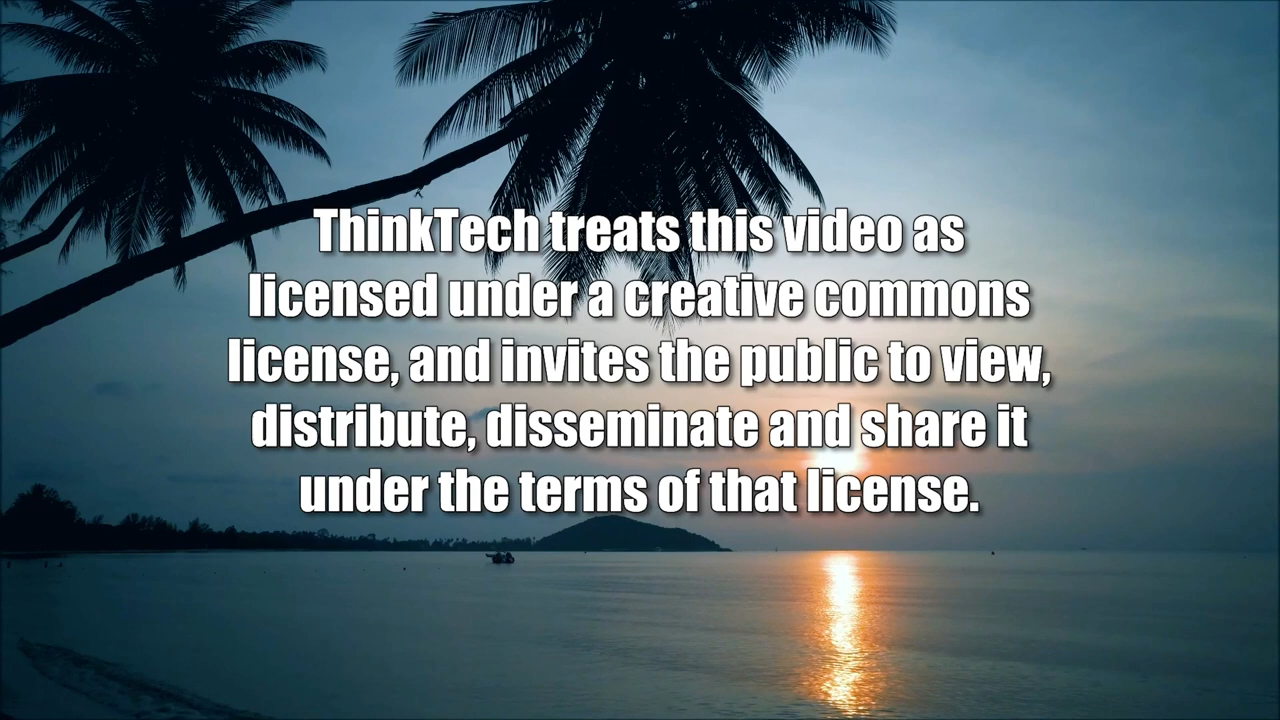 ThinkTech treats this video as
licensed under a creative commons
license, and invites the public to view,
distribute, disseminate and share it
under the terms of that license.